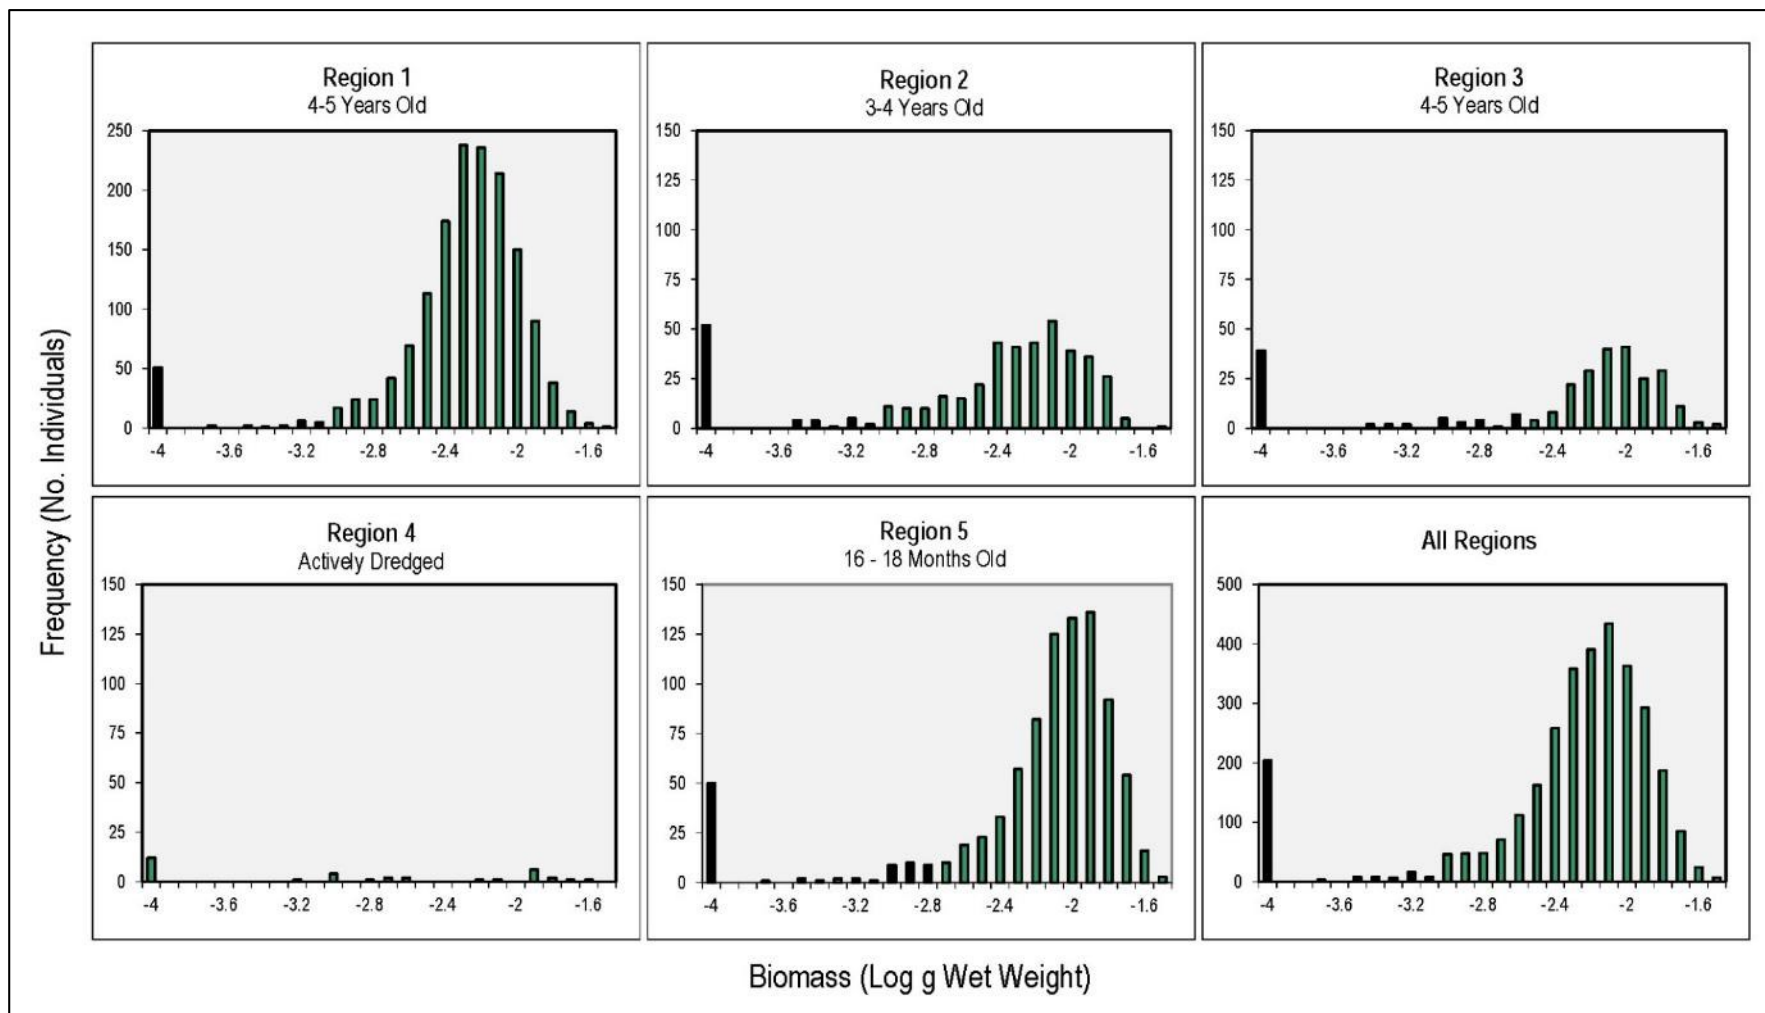 Frequency (No. Individuals)
Region 1
4-5 Years Old
250
200
150
100
50
0
-4 -3.6 -3.2 -2.8 -2.4 -2 -1.6
Region 2
3-4 Years Old
150
125
100
75
50
25
0
-4 -3.6 -3.2 -2.8 -2.4 -2 -1.6
Region 3
4-5 Years Old
150
125
100
75
50
25
0
-4 -3.6 -3.2 -2.8 -2.4 -2 -1.6
Region 4
Actively Dredged
150
125
100
75
50
25
0
-4 -3.6 -3.2 -2.8 -2.4 -2 -1.6
Region 5
16 - 18 Months Old
150
125
100
75
50
25
0
-4 -3.6 -3.2 -2.8 -2.4 -2 -1.6
All Regions
500
400
300
200
100
0
-4 -3.6 -3.2 -2.8 -2.4 -2 -1.6
Biomass (Log g Wet Weight)